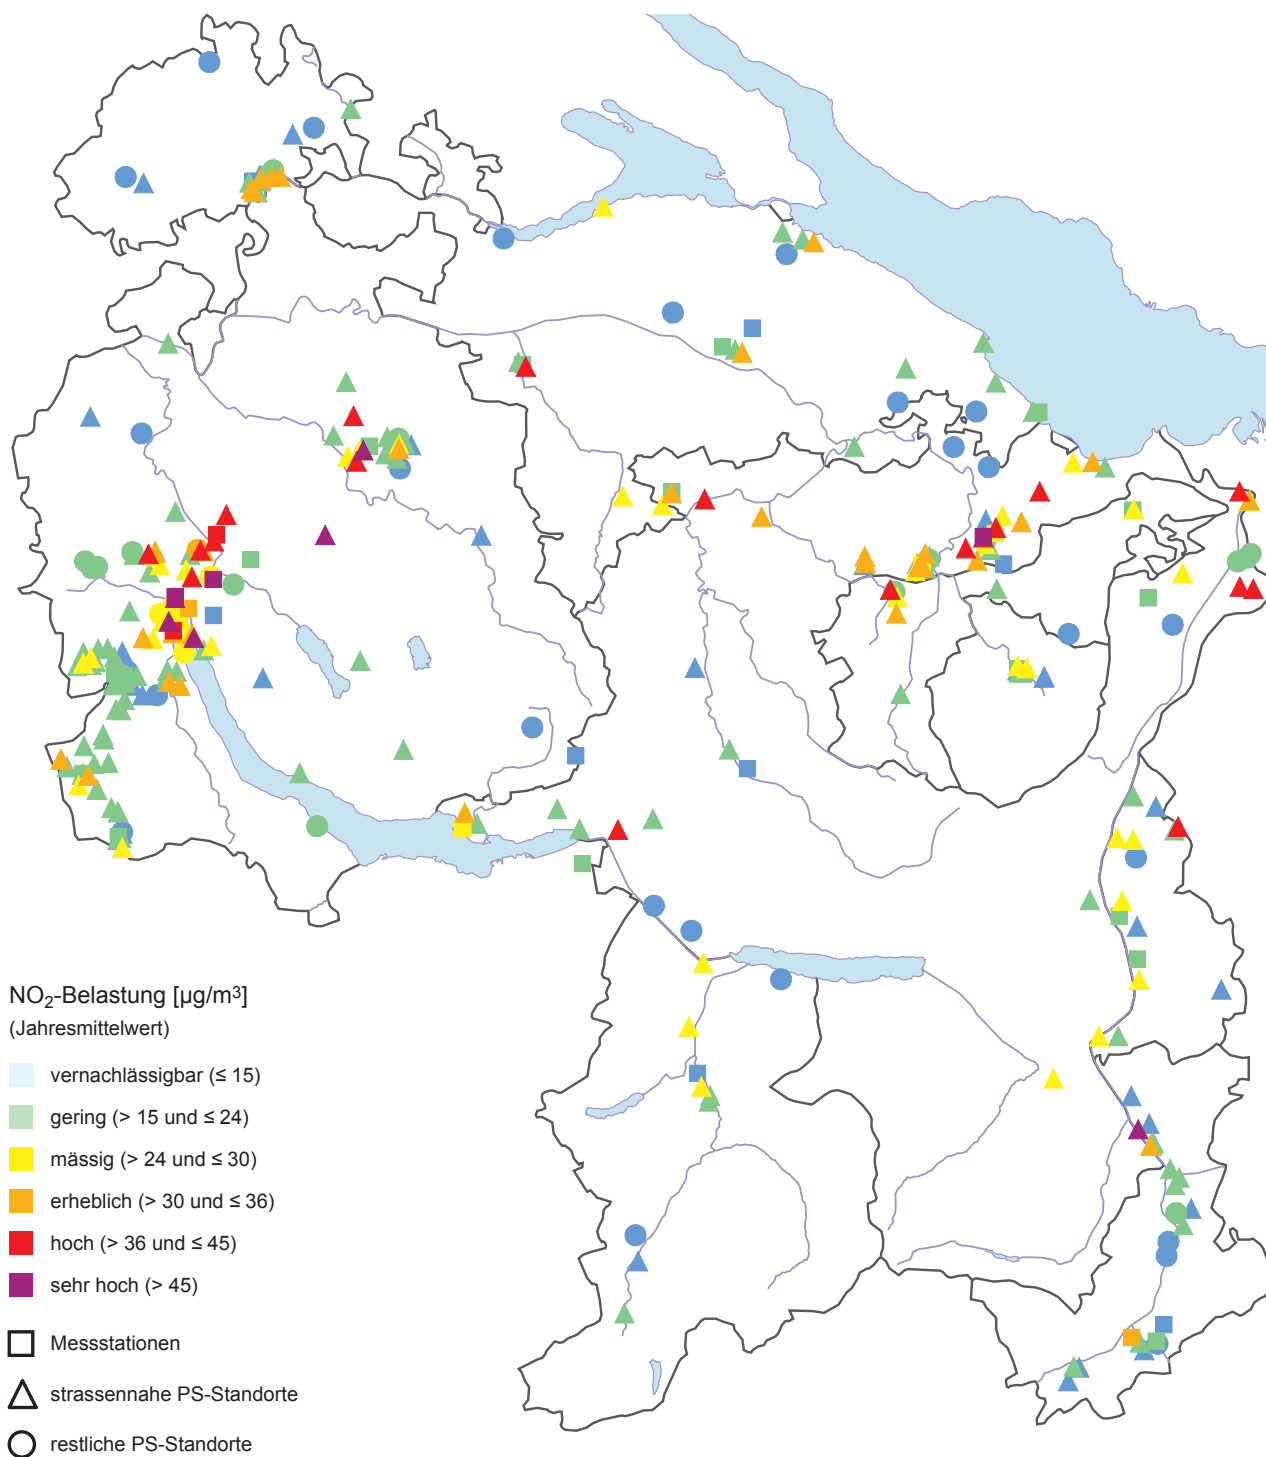 NO₂-Belastung [µg/m³]
(Jahresmittelwert)
vernachlässigbar (≤ 15)
gering (> 15 und ≤ 24)
mässig (> 24 und ≤ 30)
erheblich (> 30 und ≤ 36)
hoch (> 36 und ≤ 45)
sehr hoch (> 45)
Messstationen
strassennahe PS-Standorte
restliche PS-Standorte